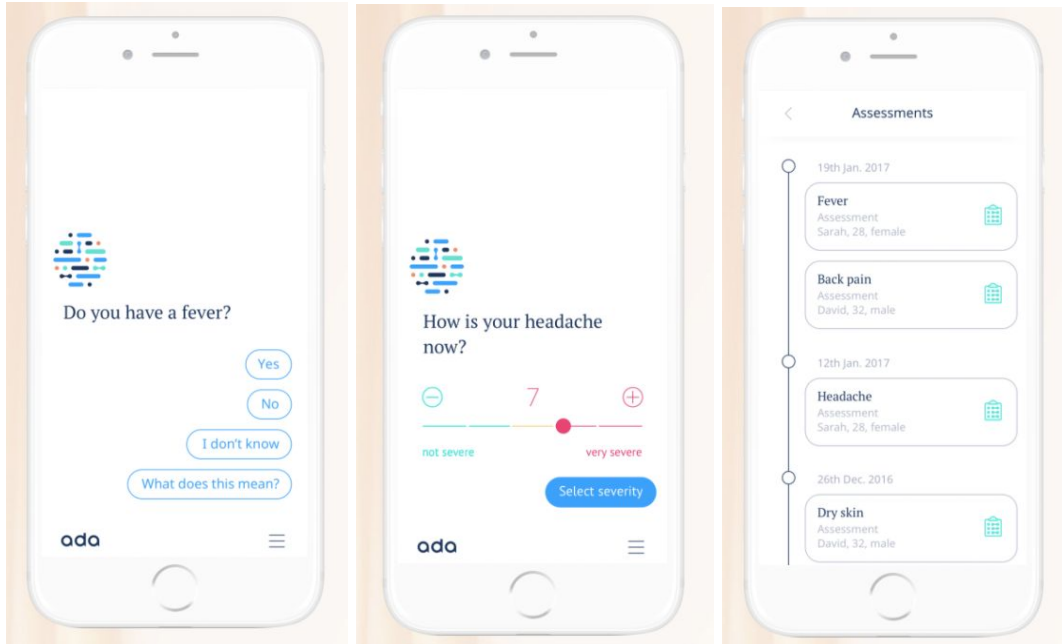 Do you have a fever?
Yes
No
I don't know
What does this mean?
ada
How is your headache
now?
7
not severe
very severe
Select severity
ada
Assessments
19th Jan. 2017
Fever
Assessment
Sarah, 28, female
Back pain
Assessment
David, 32, male
12th Jan. 2017
Headache
Assessment
Sarah, 28, female
26th Dec. 2016
Dry skin
Assessment
David, 32, male